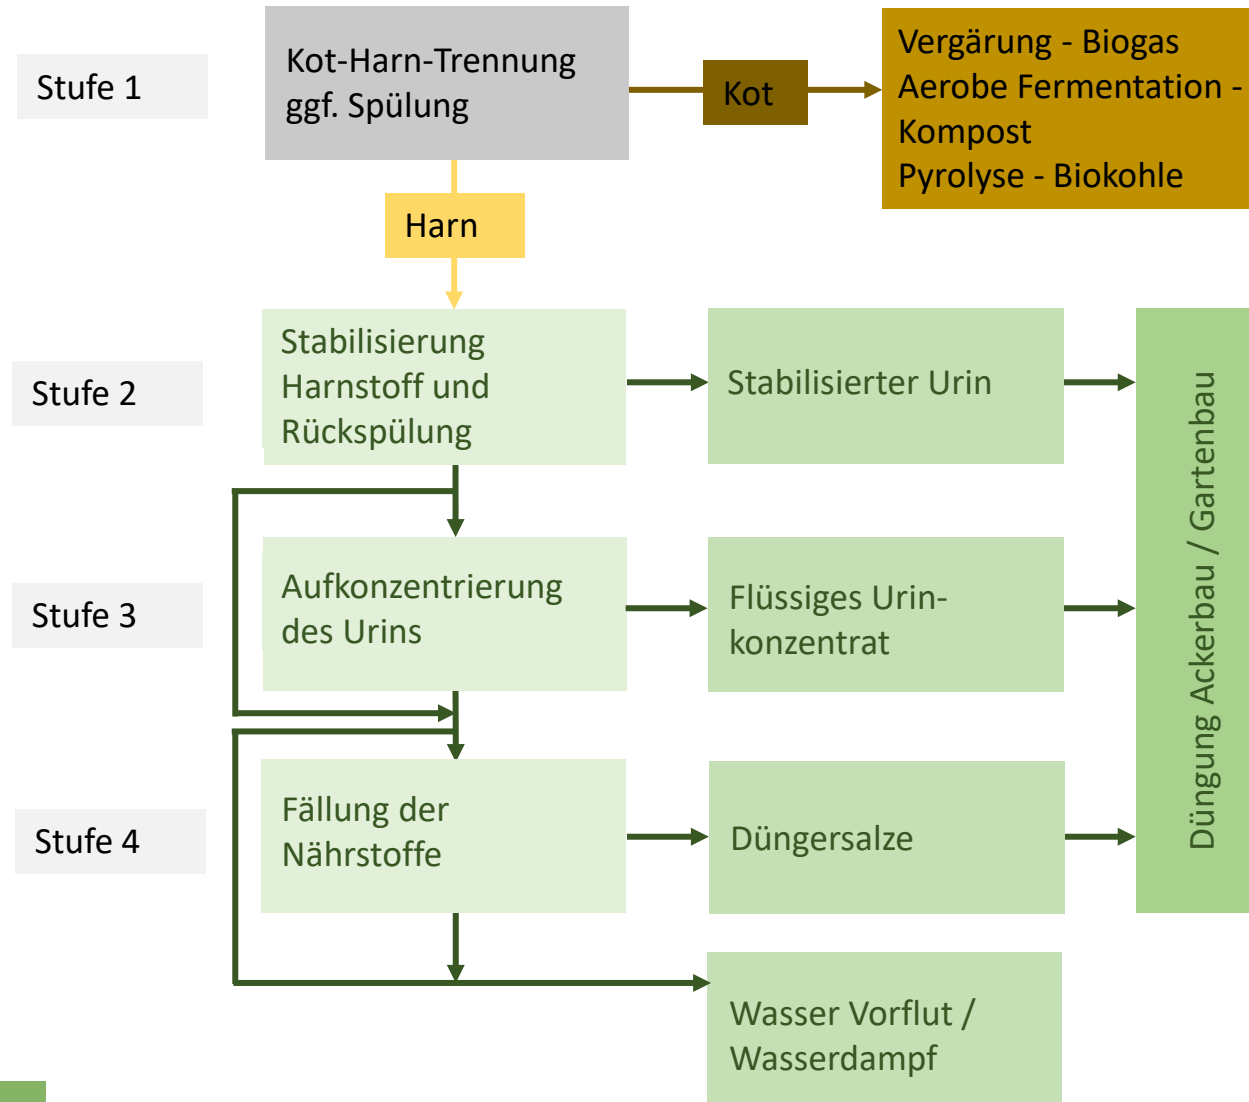 Stufe 1
Kot-Harn-Trennung
ggf. Spülung
Kot
Vergärung - Biogas
Aerobe Fermentation -
Kompost
Pyrolyse - Biokohle
Harn
Stufe 2
Stabilisierung
Harnstoff und
Rückspülung
Stabilisierter Urin
Düngung Ackerbau / Gartenbau
Stufe 3
Aufkonzentrierung
des Urins
Flüssiges Urin-
konzentrat
Stufe 4
Fällung der
Nährstoffe
Düngersalze
Wasser Vorflut /
Wasserdampf